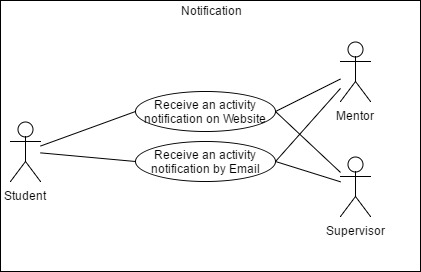 Notification
Receive an activity
notification on Website
Mentor
Receive an activity
notification by Email
Student
Supervisor